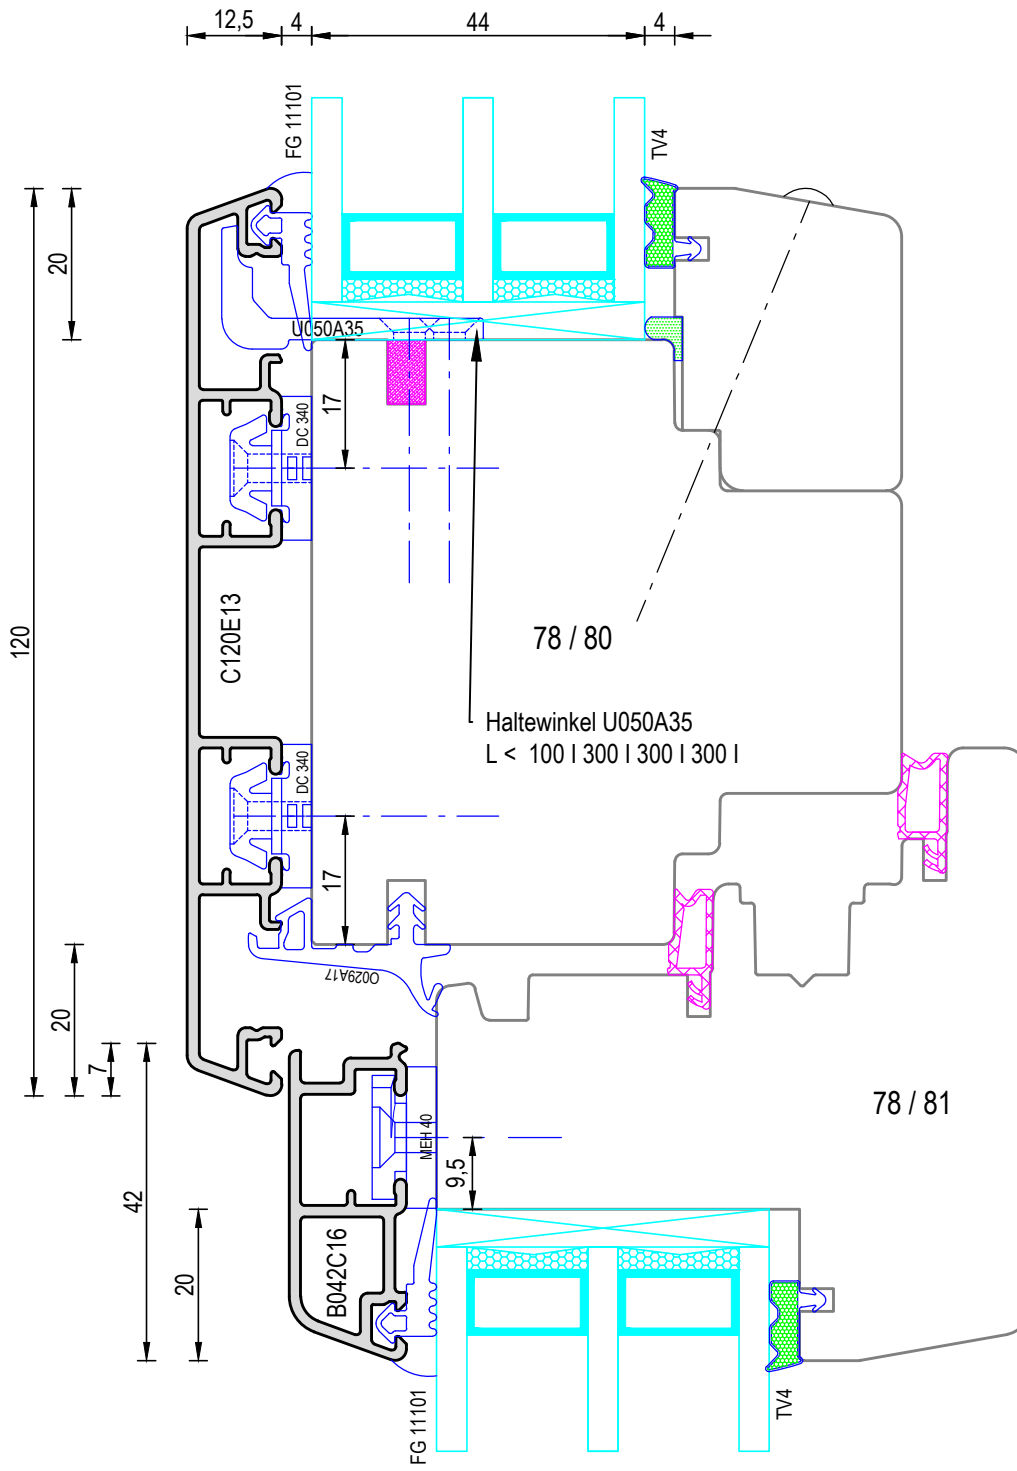 12,5
4
44
4
FG 11101
TV4
20
120
U050A35
17
DC 340
C120E13
78 / 80
Haltewinkel U050A35
L < 100 I 300 I 300 I 300 I
DC 340
17
O029A17
20
7
42
20
MEH 40
9,5
78 / 81
B042C16
FG 11101
TV4